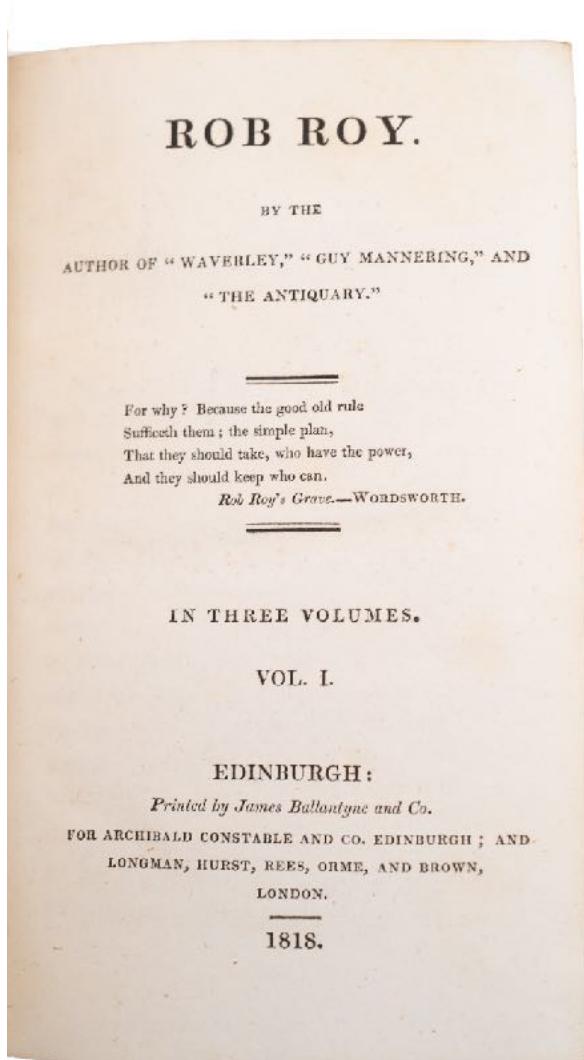 ROB ROY.
BY THE
AUTHOR OF “ WAVERLEY,” “ GUY MANNERING,” AND
“ THE ANTIQUARY.”
For why ? Because the good old rule
Sufficeth them ; the simple plan,
That they should take, who have the power,
And they should keep who can.
Rob Roy's Grave.—WORDSWORTH.
IN THREE VOLUMES.
VOL. I.
EDINBURGH:
Printed by James Ballantyne and Co.
FOR ARCHIBALD CONSTABLE AND CO. EDINBURGH ; AND
LONGMAN, HURST, REES, ORME, AND BROWN,
LONDON.
1818.